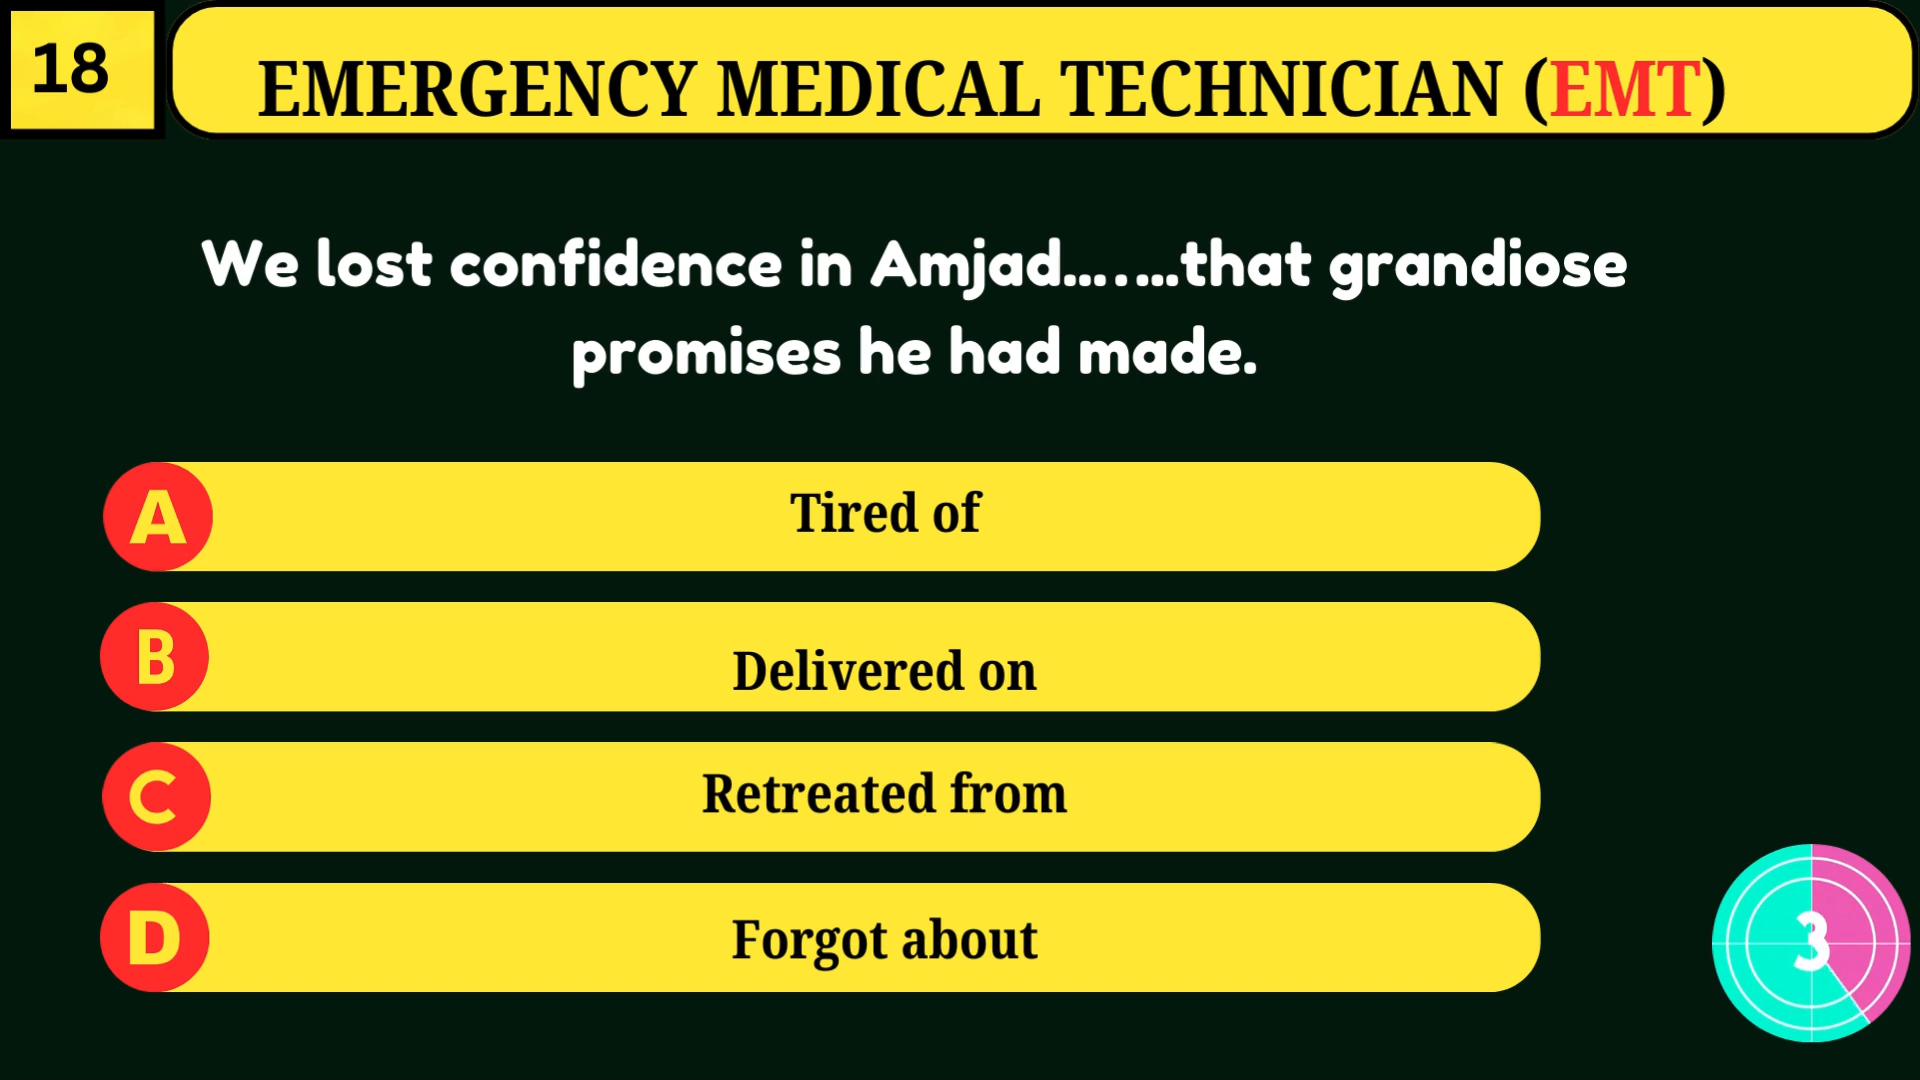 18
EMERGENCY MEDICAL TECHNICIAN (EMT)
We lost confidence in Amjad.......that grandiose
promises he had made.
A Tired of
B Delivered on
C Retreated from
D Forgot about
3